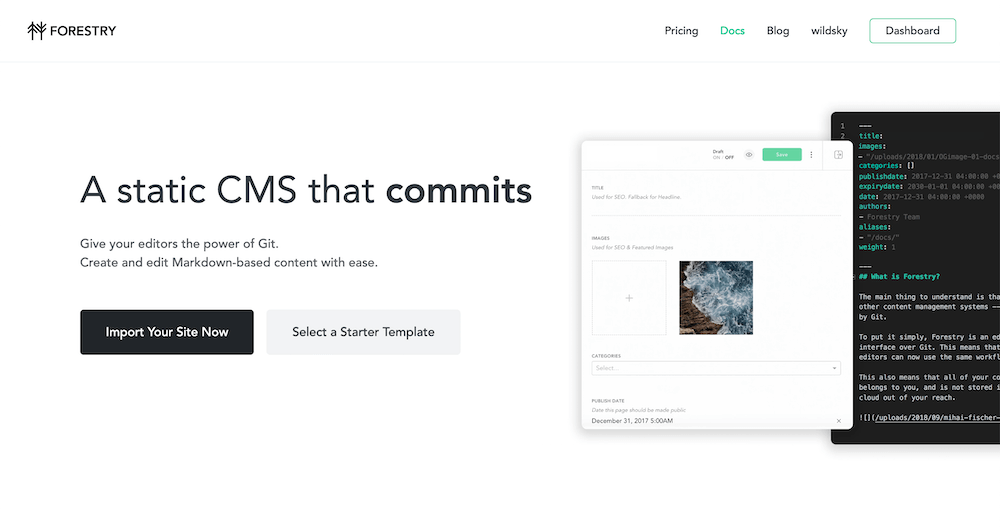 FORESTRY
Pricing
Docs
Blog
wildsky
Dashboard
A static CMS that commits
Give your editors the power of Git.
Create and edit Markdown-based content with ease.
Import Your Site Now
Select a Starter Template
Draft
ON / OFF
Save
TITLE
Used for SEO. Fallback for Headline.
IMAGES
Used for SEO & Featured Images
CATEGORIES
Select...
PUBLISH DATE
Date this page should be made public
December 31, 2017 5:00AM
1
2
---
title:
images:
- "/uploads/2018/01/OGimage-01-docs
categories: []
publishdate: 2017-12-31 04:00:00 +0
expirydate: 2030-01-01 04:00:00 +00
date: 2017-12-31 04:00:00 +0000
authors:
- Forestry Team
aliases:
- "/docs/"
weight: 1
---
## What is Forestry?
The main thing to understand is tha
other content management systems --
by Git.
To put it simply, Forestry is an ed
interface over Git. This means that
editors can now use the same workfl
This also means that all of your co
belongs to you, and is not stored i
cloud out of your reach.
![](/uploads/2018/09/mihai-fischer-